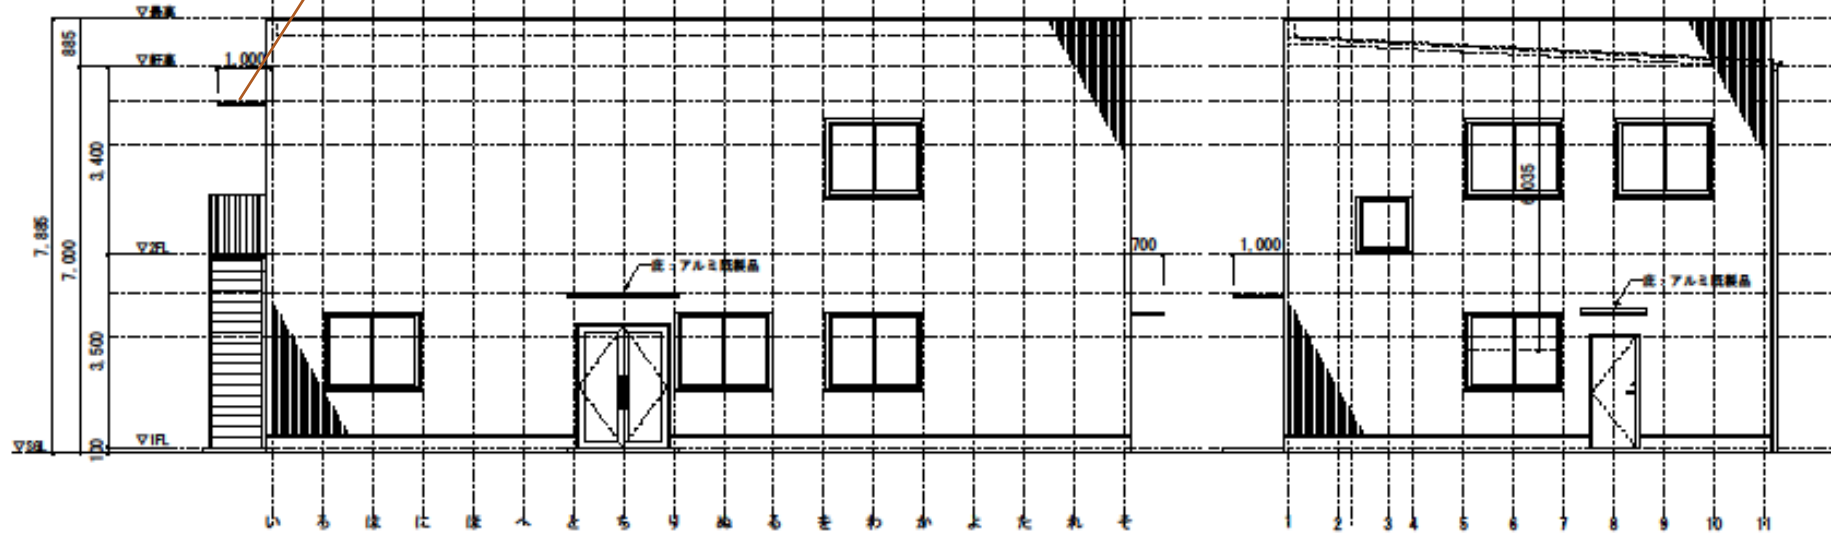 ▽最高
885
▽軒高
1,000
3,400
6,035
7,885
7,000
▽2FL
700
1,000
庇:アルミ既製品
庇:アルミ既製品
3,500
▽1FL
▽SGL
100
い ろ は に ほ へ と ち り ぬ る を わ か よ た れ そ
1 2 3 4 5 6 7 8 9 10 11